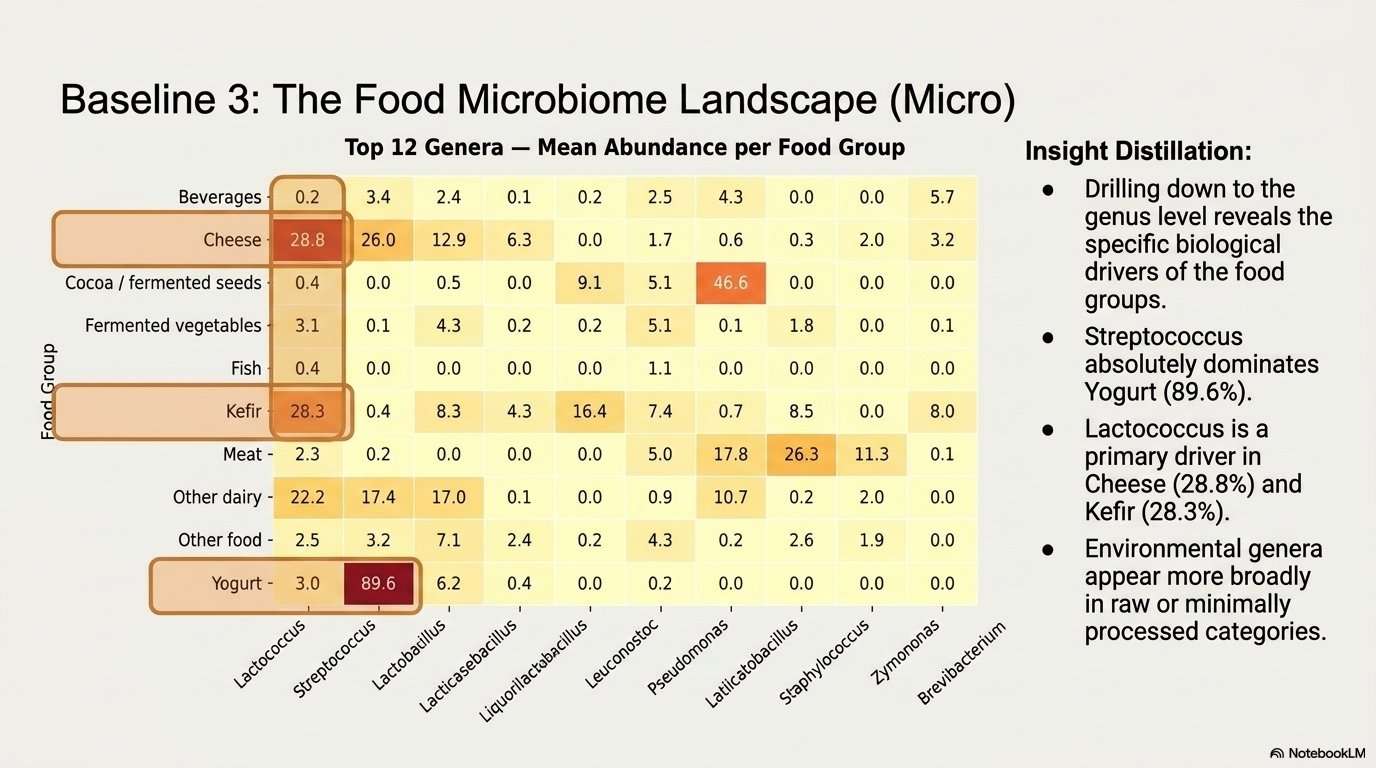 Baseline 3: The Food Microbiome Landscape (Micro)
Top 12 Genera — Mean Abundance per Food Group
Food Group
Beverages 0.2 3.4 2.4 0.1 0.2 2.5 4.3 0.0 0.0 5.7
Cheese 28.8 26.0 12.9 6.3 0.0 1.7 0.6 0.3 2.0 3.2
Cocoa / fermented seeds 0.4 0.0 0.5 0.0 9.1 5.1 46.6 0.0 0.0 0.0
Fermented vegetables 3.1 0.1 4.3 0.2 0.2 5.1 0.1 1.8 0.0 0.1
Fish 0.4 0.0 0.0 0.0 0.0 1.1 0.0 0.0 0.0 0.0
Kefir 28.3 0.4 8.3 4.3 16.4 7.4 0.7 8.5 0.0 8.0
Meat 2.3 0.2 0.0 0.0 0.0 5.0 17.8 26.3 11.3 0.1
Other dairy 22.2 17.4 17.0 0.1 0.0 0.9 10.7 0.2 2.0 0.0
Other food 2.5 3.2 7.1 2.4 0.2 4.3 0.2 2.6 1.9 0.0
Yogurt 3.0 89.6 6.2 0.4 0.0 0.2 0.0 0.0 0.0 0.0
Lactococcus
Streptococcus
Lactobatillus
Lacticasebacillus
Liquorilactobacillus
Leuconostoc
Pseudomonas
Latiicatobacillus
Staphylococcus
Zymononas
Brevibacterium
Insight Distillation:
● Drilling down to the
genus level reveals the
specific biological
drivers of the food
groups.
● Streptococcus
absolutely dominates
Yogurt (89.6%).
● Lactococcus is a
primary driver in
Cheese (28.8%) and
Kefir (28.3%).
● Environmental genera
appear more broadly
in raw or minimally
processed categories.
NotebookLM